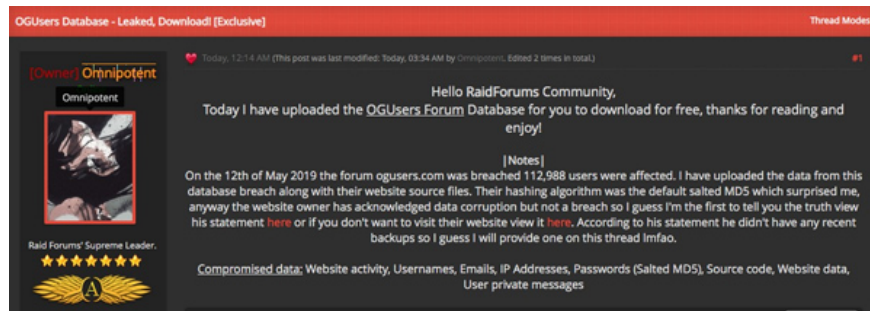 OGUsers Database - Leaked, Download! [Exclusive]
Thread Modes
Today, 12:14 AM (This post was last modified: Today, 03:34 AM by Omnipotent. Edited 2 times in total.)
#1
[Owner] Omnipotent
Omnipotent
Raid Forums' Supreme Leader.
A
Hello RaidForums Community,
Today I have uploaded the OGUsers Forum Database for you to download for free, thanks for reading and
enjoy!
|Notes|
On the 12th of May 2019 the forum ogusers.com was breached 112,988 users were affected. I have uploaded the data from this
database breach along with their website source files. Their hashing algorithm was the default salted MD5 which surprised me,
anyway the website owner has acknowledged data corruption but not a breach so I guess I'm the first to tell you the truth view
his statement here or if you don't want to visit their website view it here. According to his statement he didn't have any recent
backups so I guess I will provide one on this thread lmfao.
Compromised data: Website activity, Usernames, Emails, IP Addresses, Passwords (Salted MD5), Source code, Website data,
User private messages